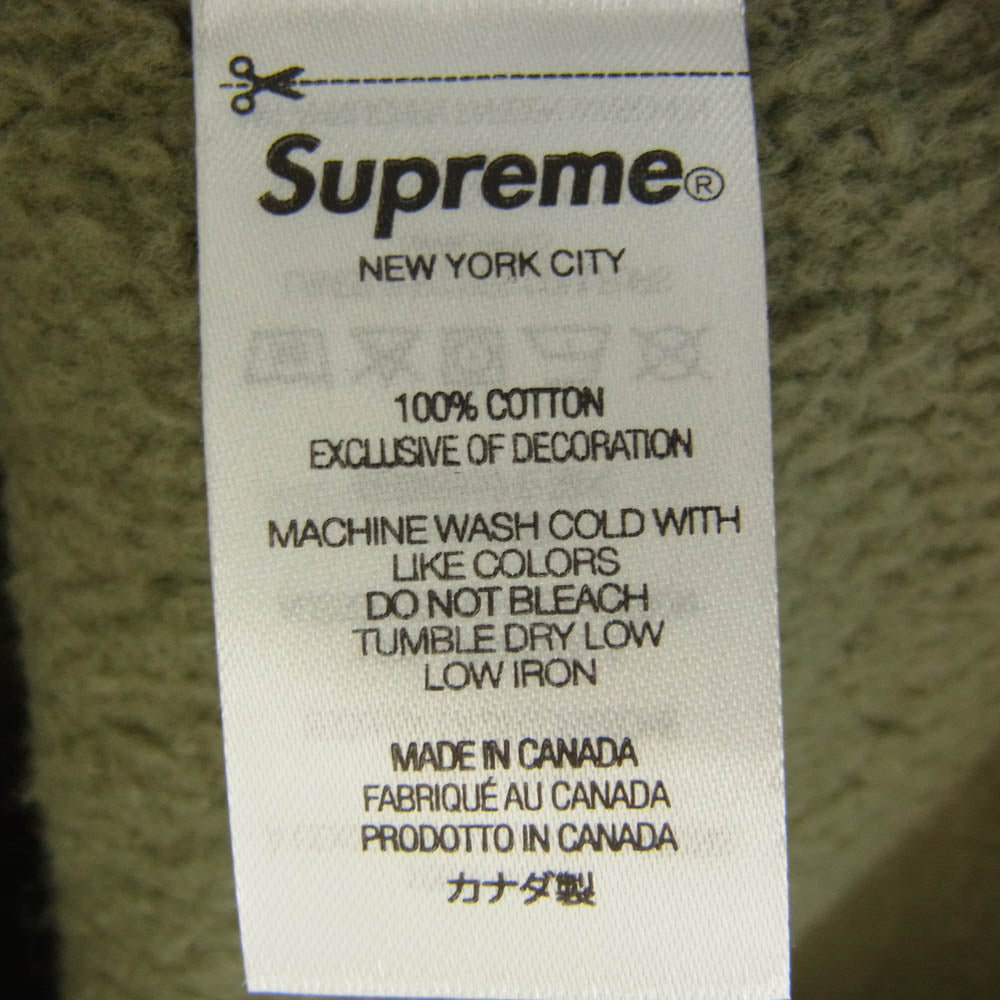 Supreme®
NEW YORK CITY
100% COTTON
EXCLUSIVE OF DECORATION
MACHINE WASH COLD WITH
LIKE COLORS
DO NOT BLEACH
TUMBLE DRY LOW
LOW IRON
MADE IN CANADA
FABRIQUÉ AU CANADA
PRODOTTO IN CANADA
カナダ製